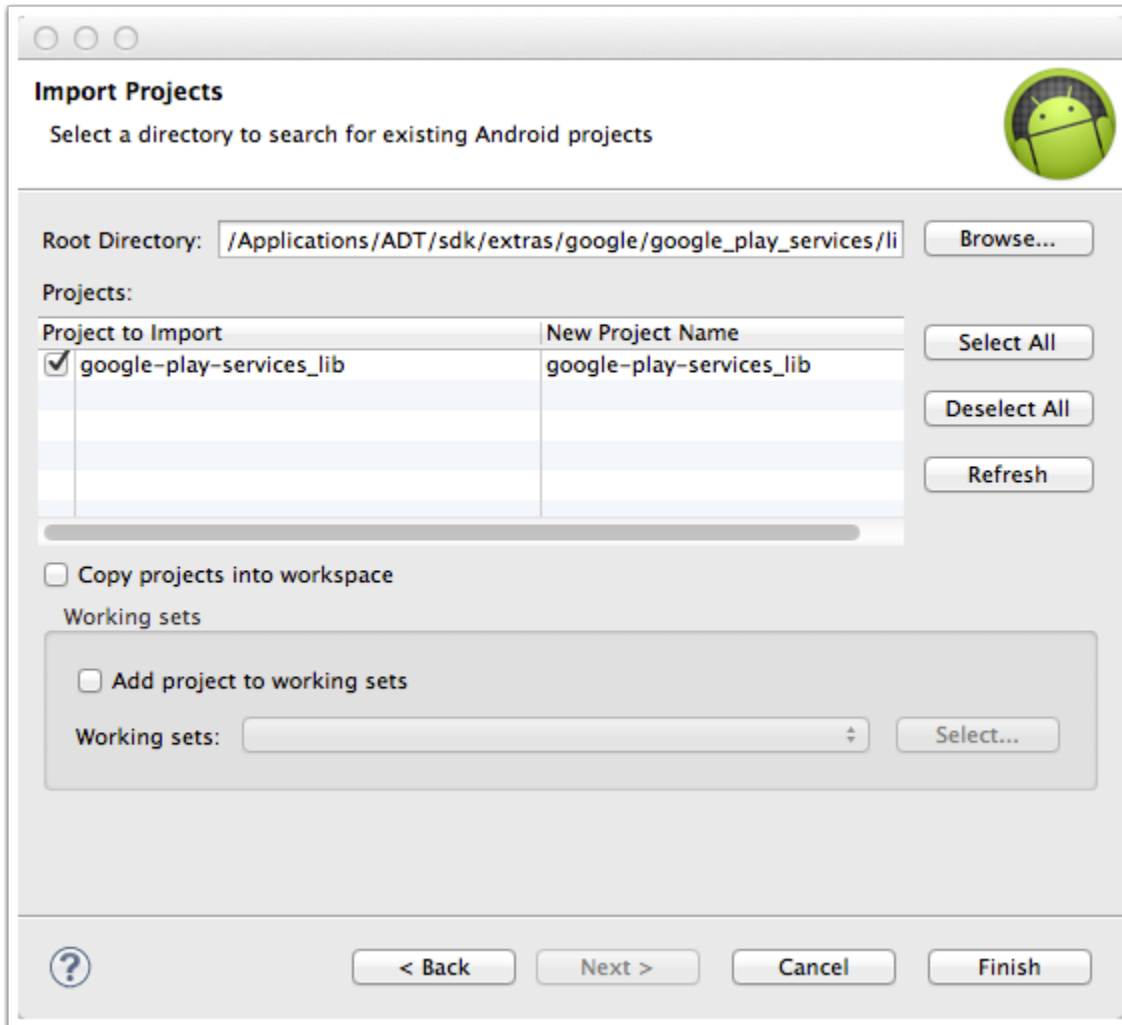 Import Projects
Select a directory to search for existing Android projects
Root Directory: /Applications/ADT/sdk/extras/google/google_play_services/li Browse...
Projects:
Project to Import New Project Name
google-play-services_lib google-play-services_lib
Select All
Deselect All
Refresh
Copy projects into workspace
Working sets
Add project to working sets
Working sets: Select...
? < Back Next > Cancel Finish